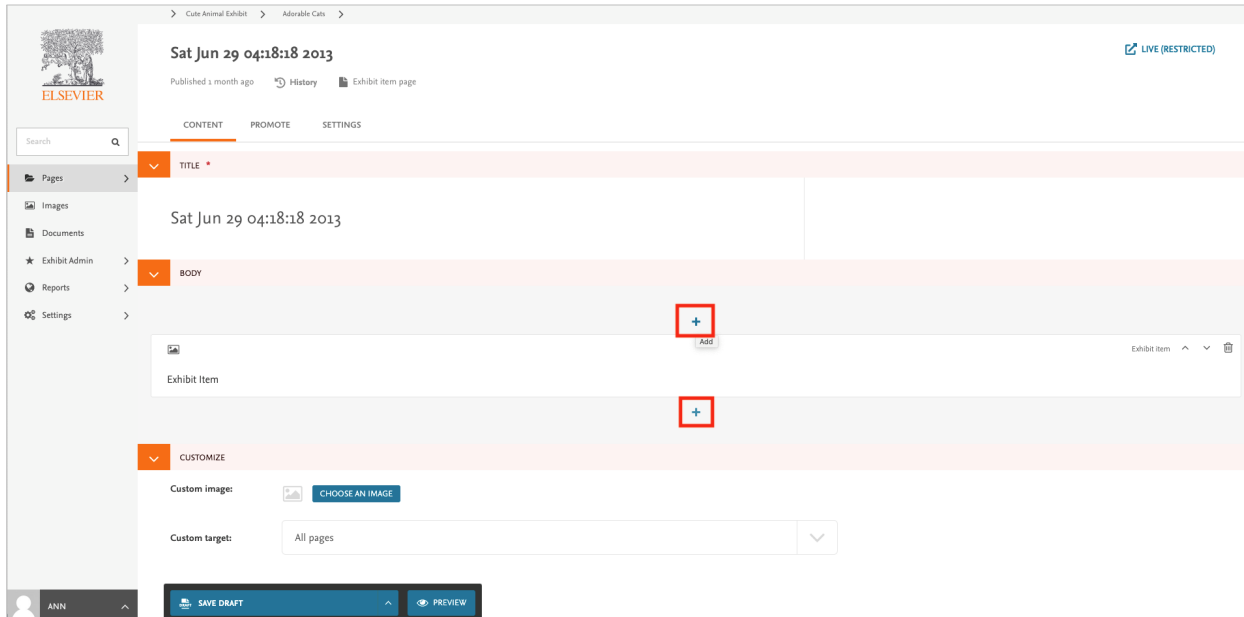 Cute Animal Exhibit Adorable Cats
Sat Jun 29 04:18:18 2013
LIVE (RESTRICTED)
Published 1 month ago History Exhibit item page
ELSEVIER
CONTENT PROMOTE SETTINGS
Search
TITLE *
Pages
Images
Sat Jun 29 04:18:18 2013
Documents
Exhibit Admin
BODY
Reports
Settings
+
Add
Exhibit item
Exhibit Item
+
CUSTOMIZE
Custom image: CHOOSE AN IMAGE
Custom target: All pages
ANN
DRAFT SAVE DRAFT PREVIEW